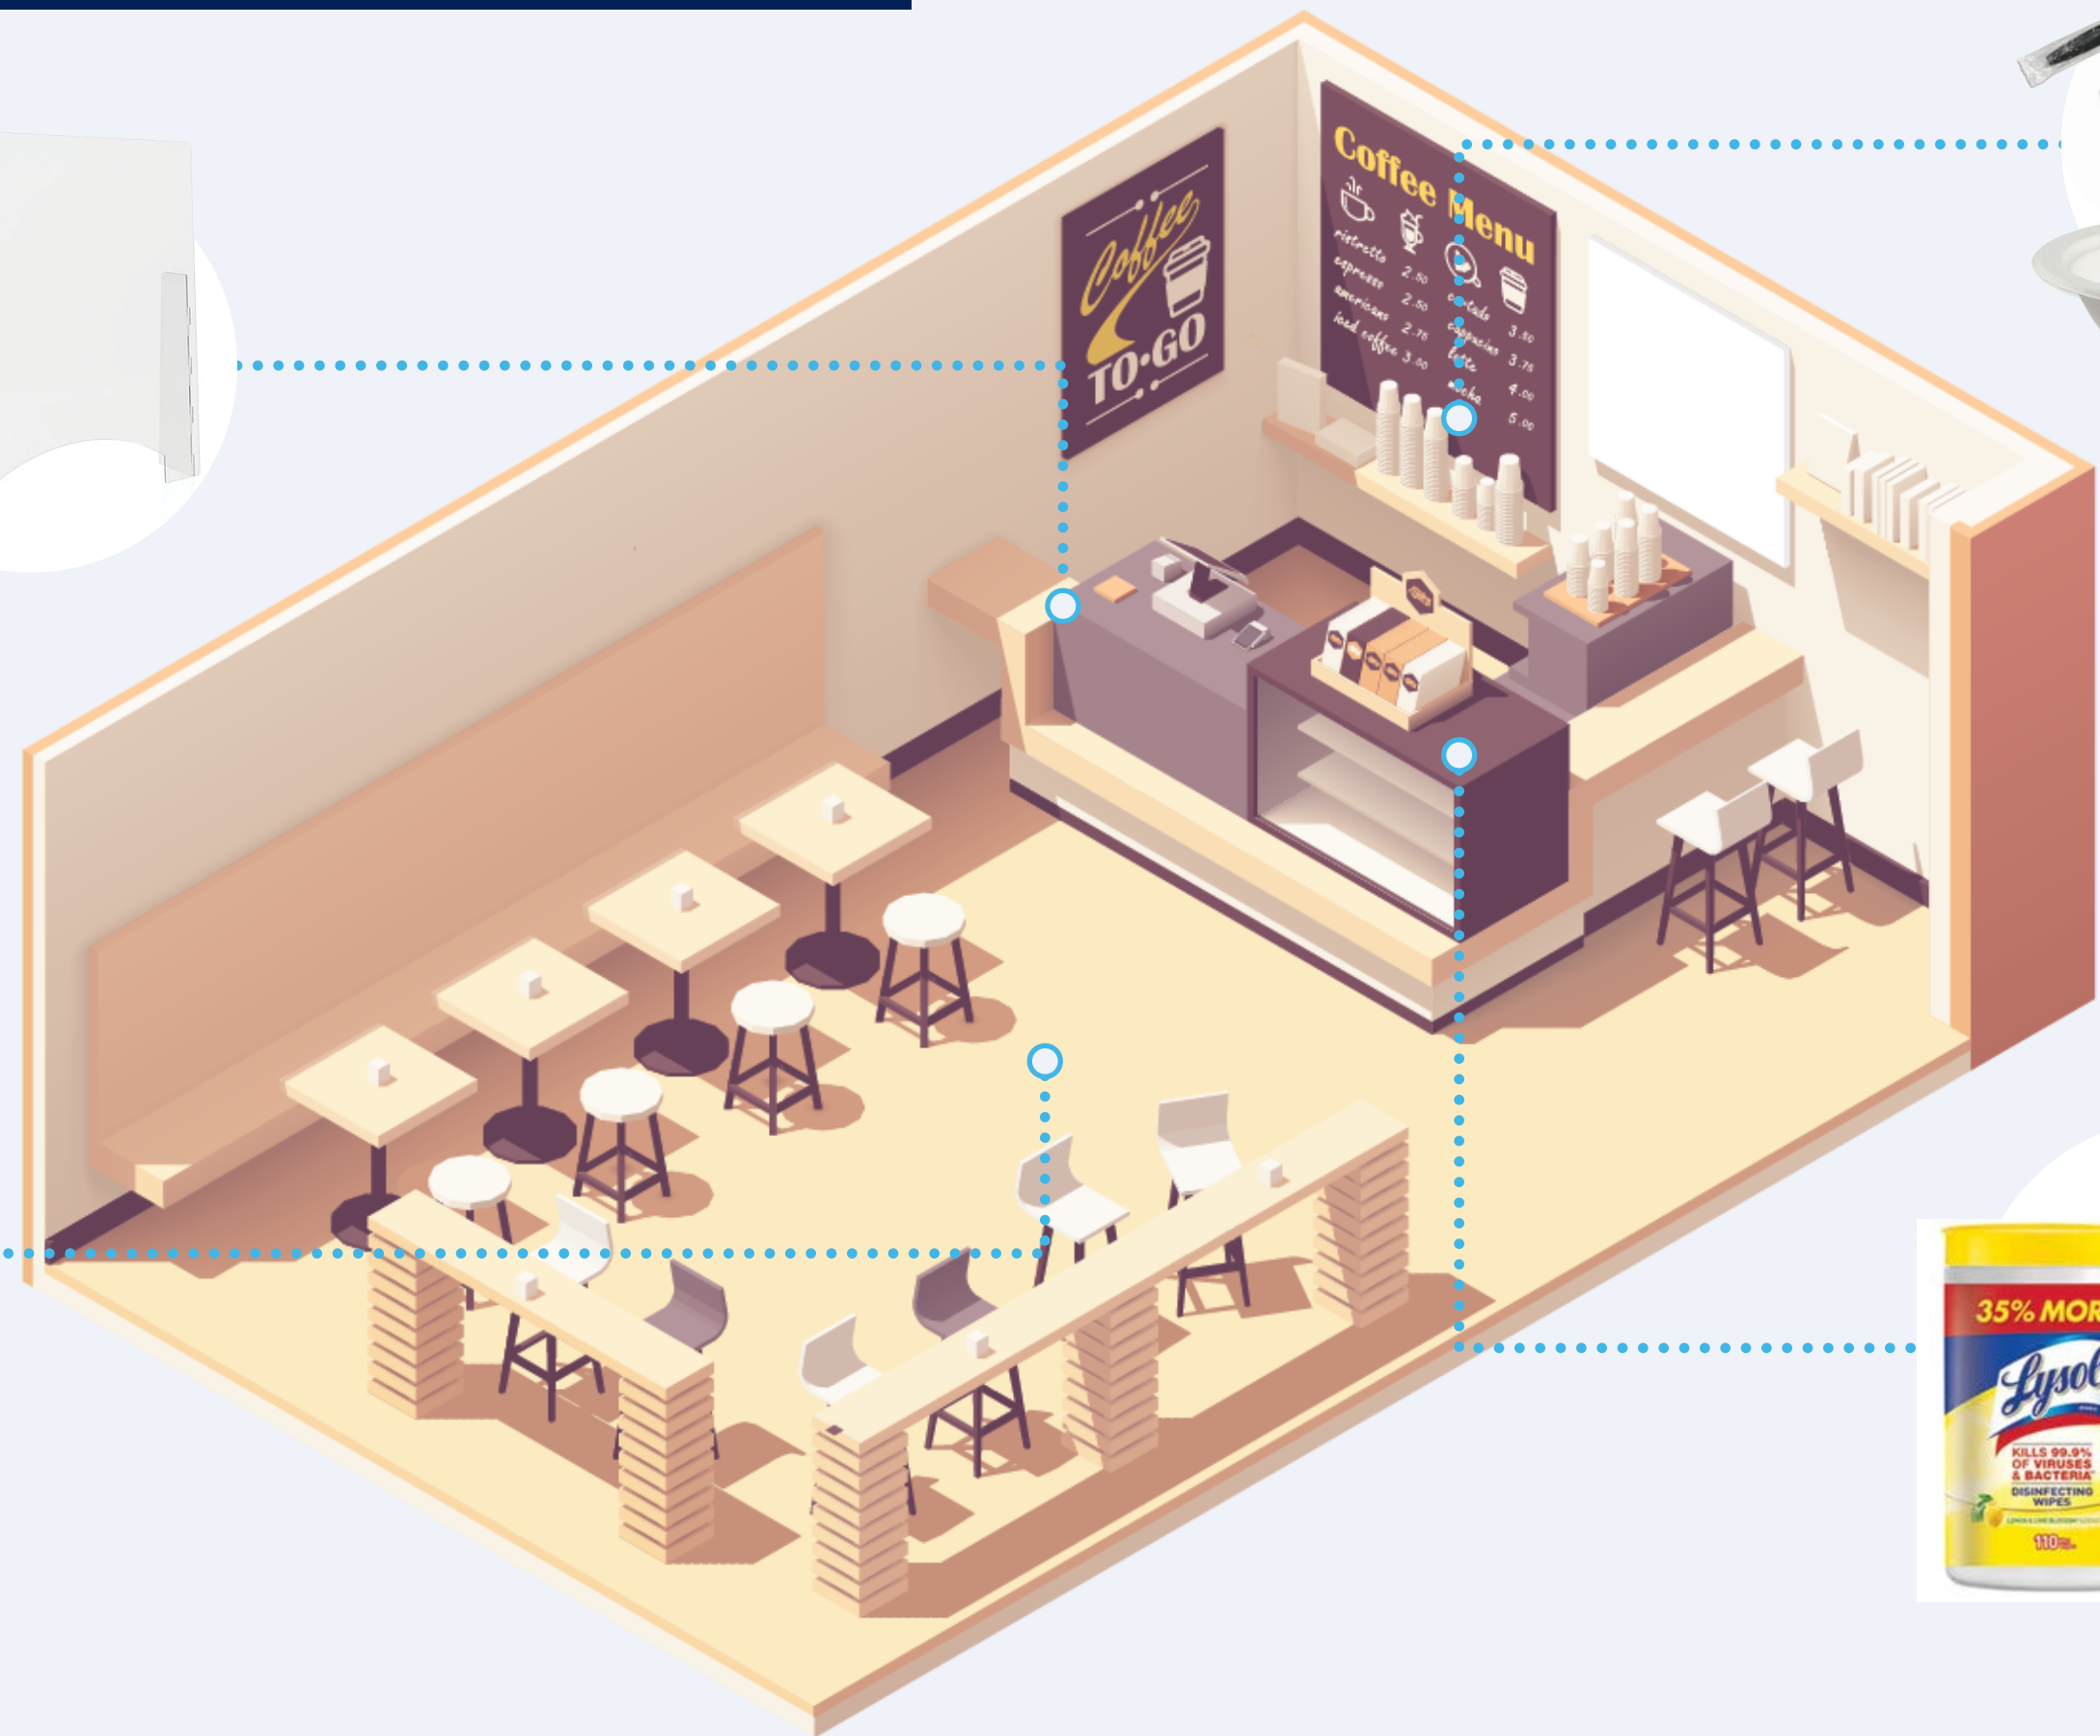 Coffee
TO·GO
Coffee Menu
ristretto 2.50
espresso 2.50
americano 2.75
iced coffee 3.00
3.50
cappucino 3.75
latte 4.00
mocha 5.00
35% MOR
Lysol
KILLS 99.9%
OF VIRUSES
& BACTERIA
DISINFECTING
WIPES
110